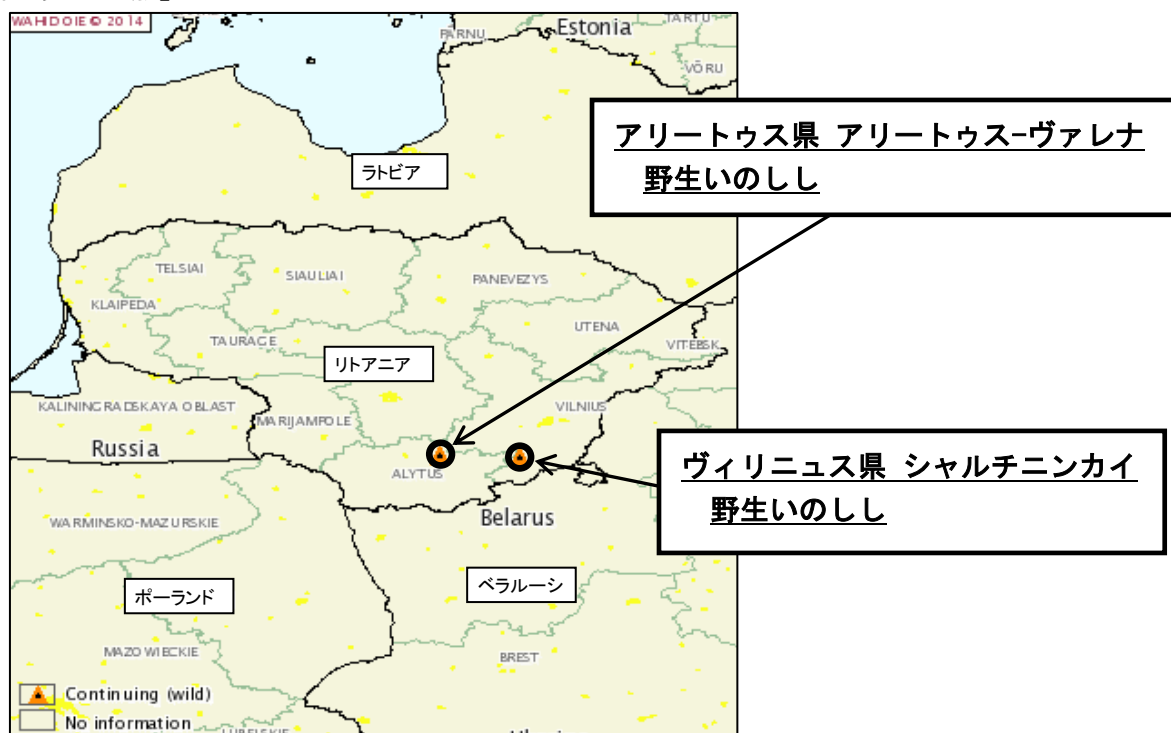 WAHIDOIE © 2014
TARTU
Estonia
PARNU
VÕRU
アリートゥス県 アリートゥス-ヴァレナ
野生いのしし
ラトビア
TELSIAI
SIAULIAI
PANEVEZYS
KLAIPEDA
UTENA
TAURAGE
VITEBSK
リトアニア
KALININGRADSKAYA OBLAST
VILNIUS
MARIJAMPOLE
Russia
ヴィリニュス県 シャルチニンカイ
野生いのしし
ALYTUS
Belarus
WARMINSKO-MAZURSKIE
ベラルーシ
ポーランド
MAZOWIECKIE
BREST
Continuing (wild)
No information
LUBELSKIE